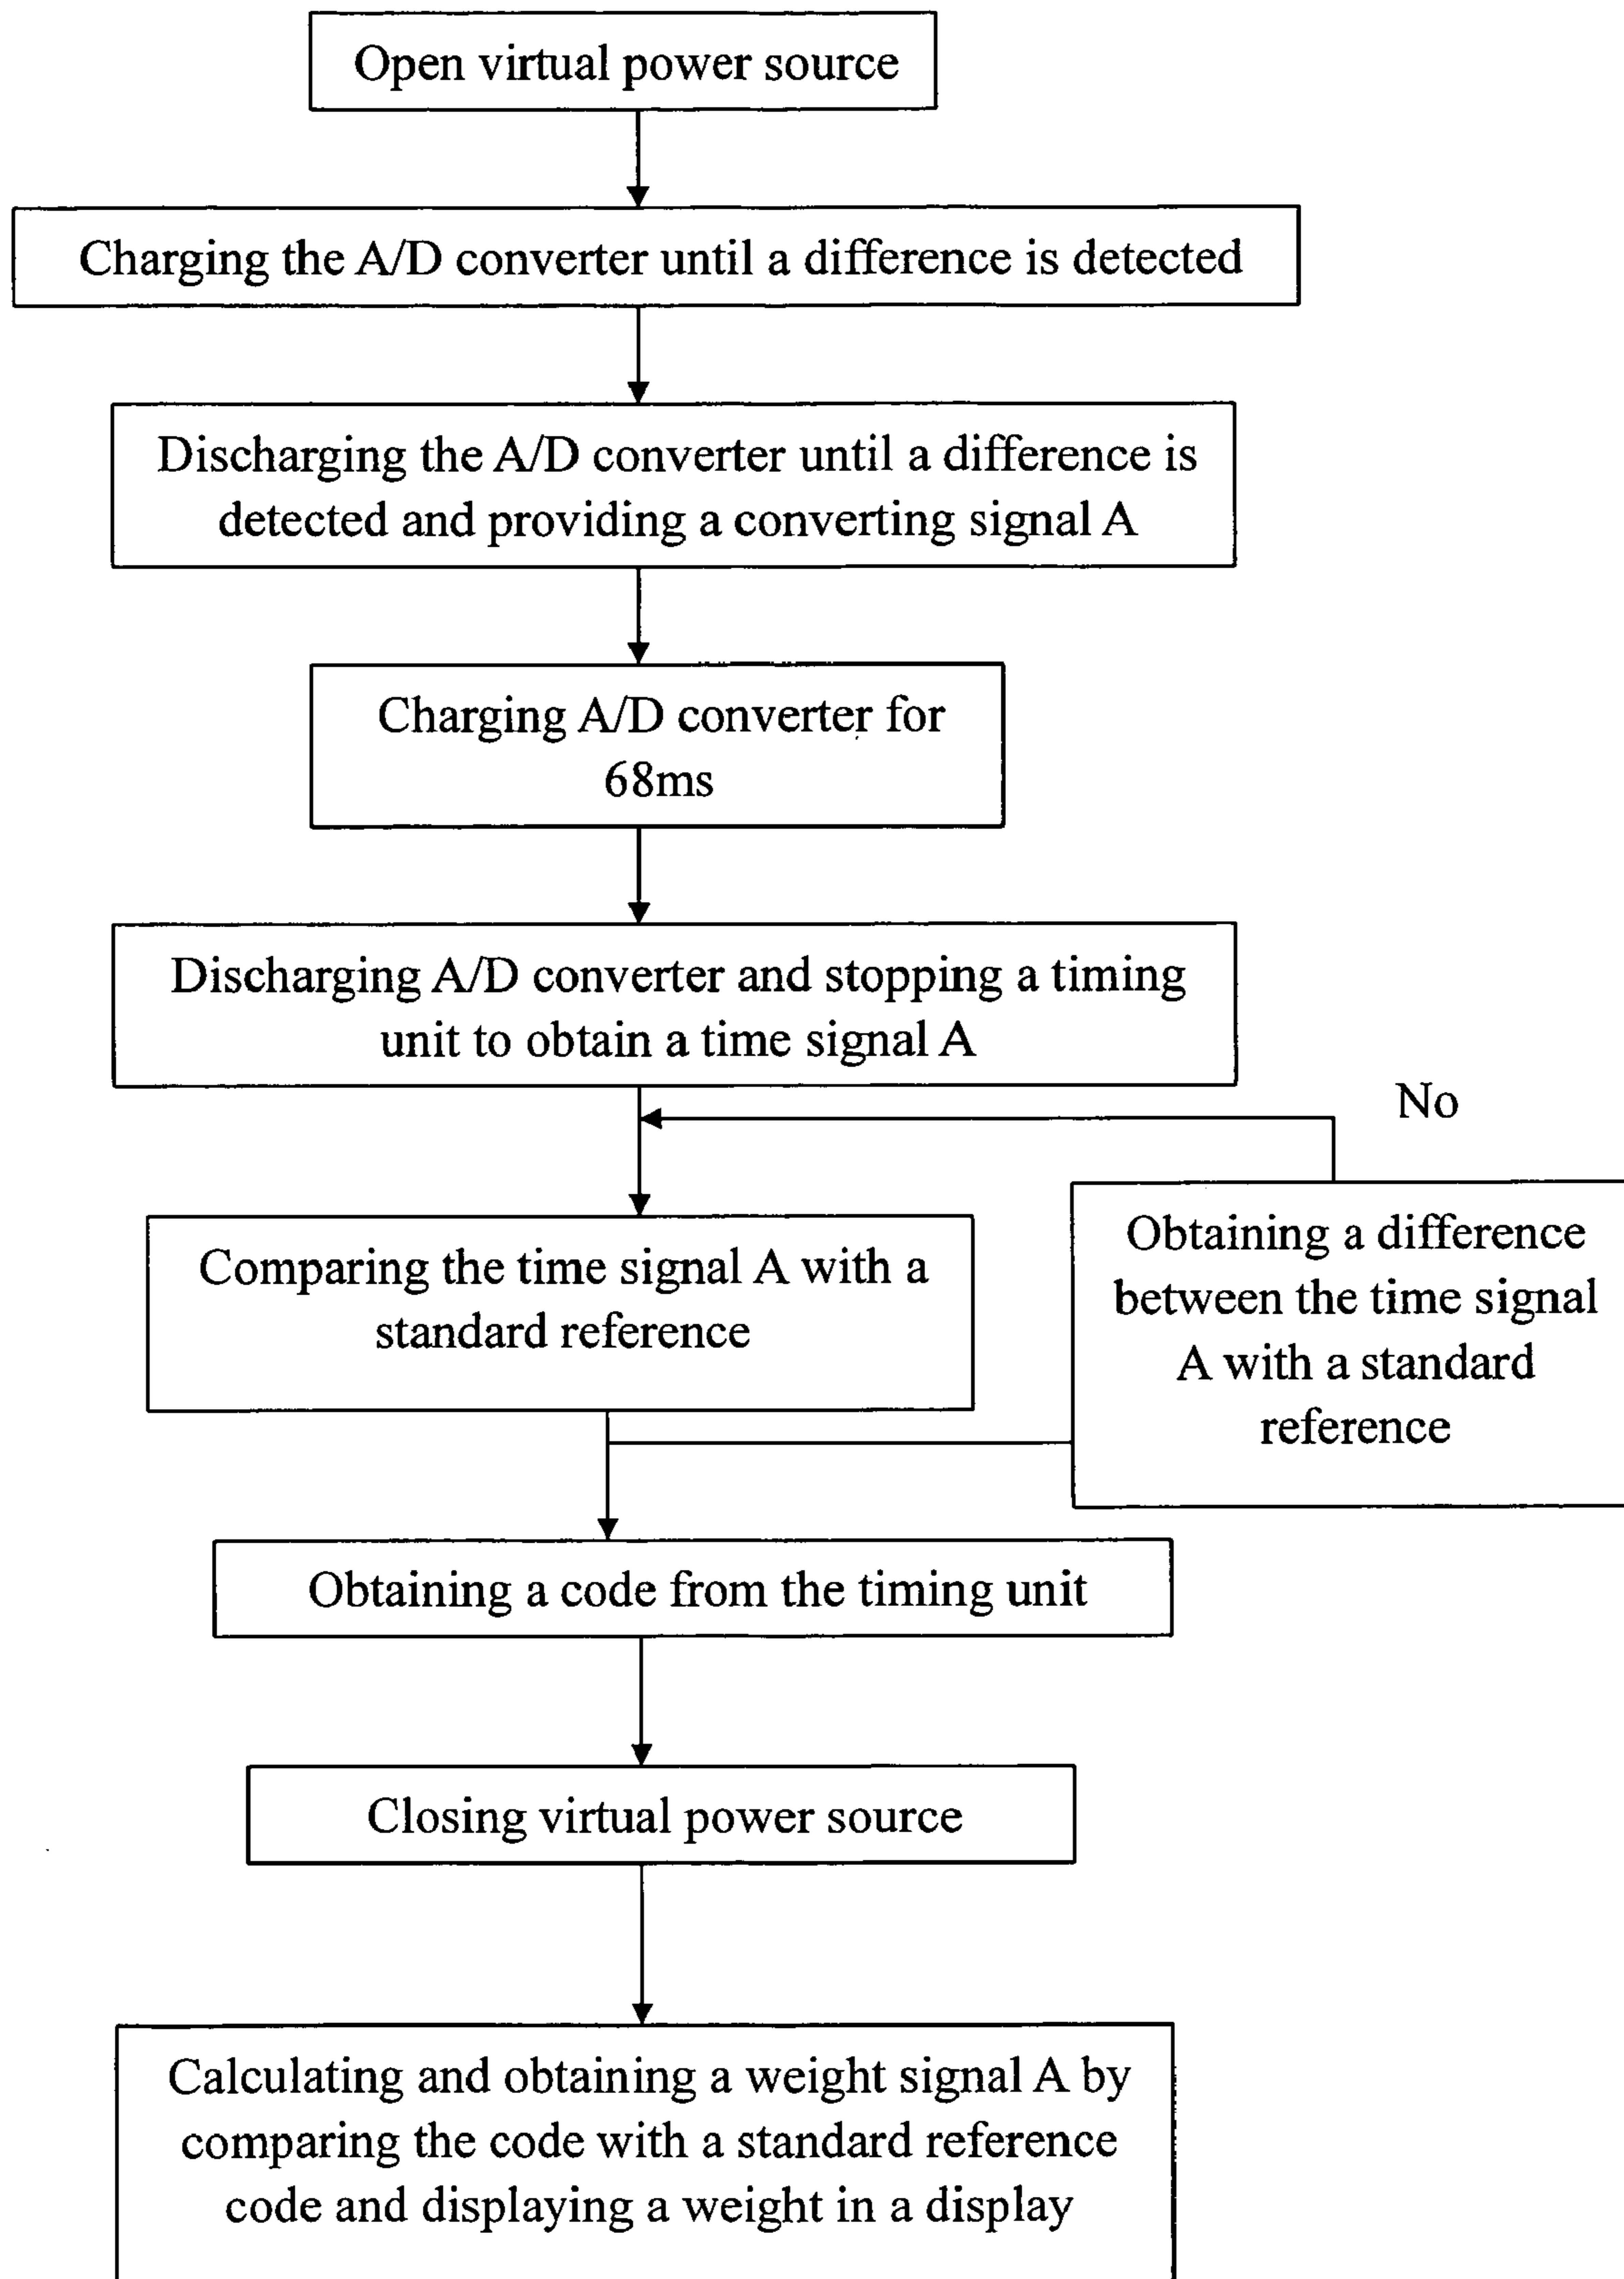 Open virtual power source
Charging the A/D converter until a difference is detected
Discharging the A/D converter until a difference is
detected and providing a converting signal A
Charging A/D converter for
68ms
Discharging A/D converter and stopping a timing
unit to obtain a time signal A
No
Comparing the time signal A with a
standard reference
Obtaining a difference
between the time signal
A with a standard
reference
Obtaining a code from the timing unit
Closing virtual power source
Calculating and obtaining a weight signal A by
comparing the code with a standard reference
code and displaying a weight in a display